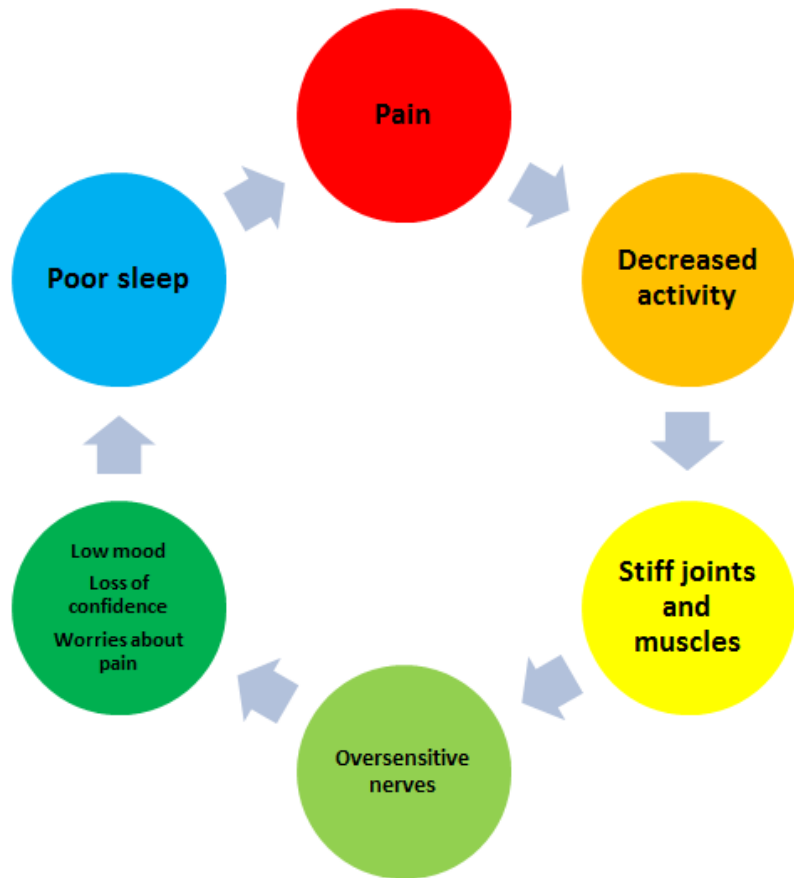 Pain
Decreased
activity
Stiff joints
and
muscles
Oversensitive
nerves
Low mood
Loss of
confidence
Worries about
pain
Poor sleep